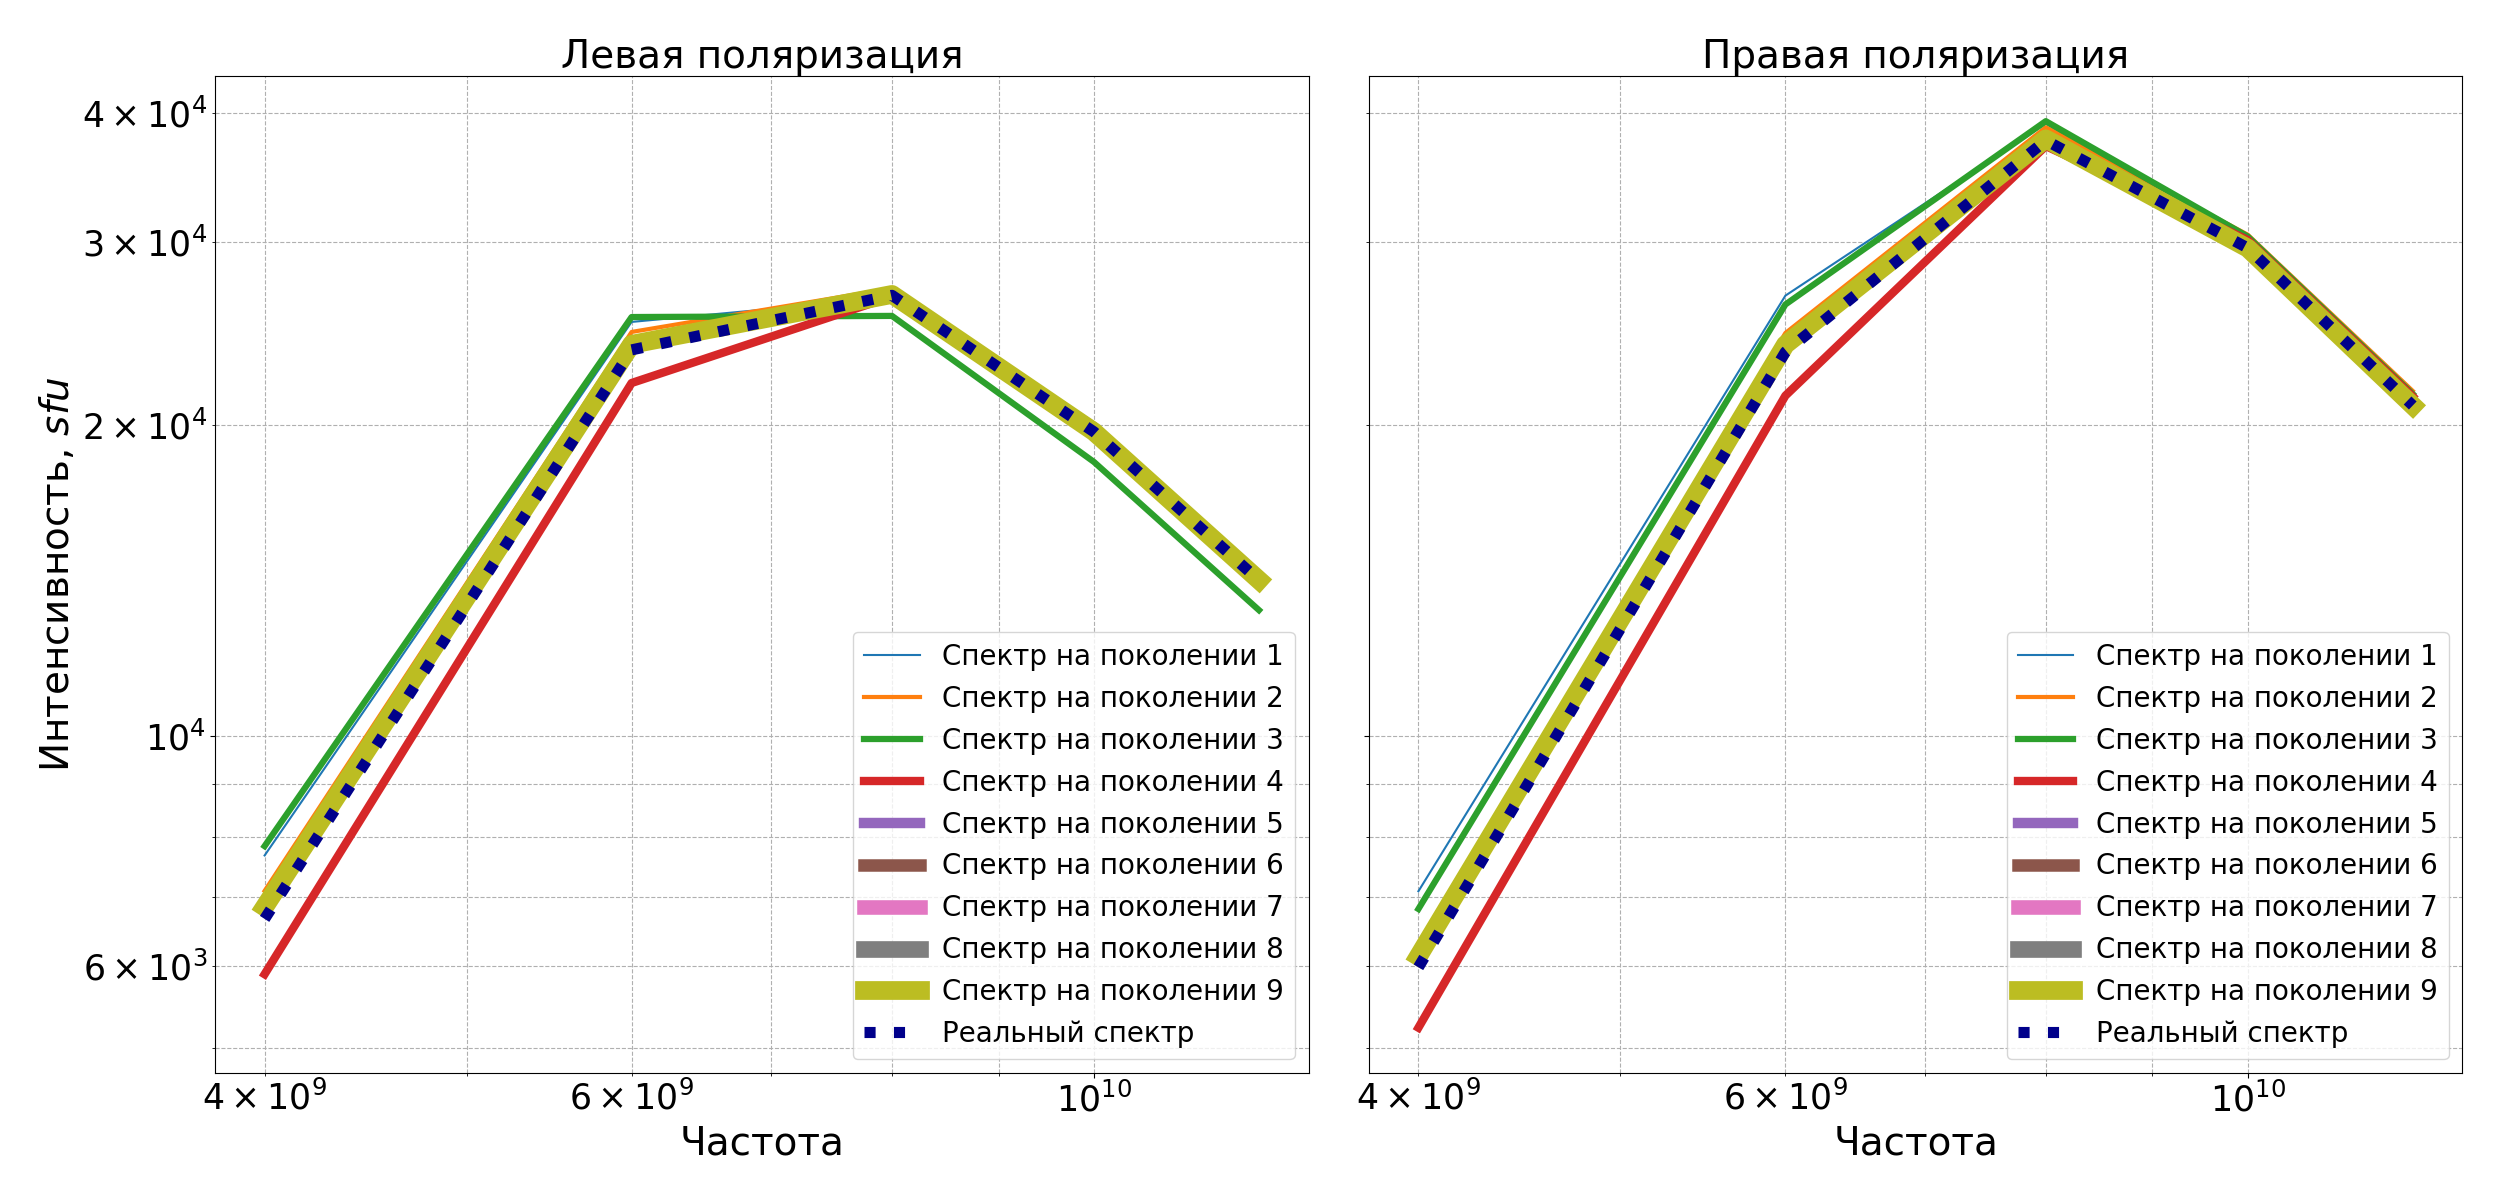 Левая поляризация
Интенсивность, sfu
4 × 10⁴
3 × 10⁴
2 × 10⁴
10⁴
6 × 10³
4 × 10⁹
6 × 10⁹
10¹⁰
Частота
Спектр на поколении 1
Спектр на поколении 2
Спектр на поколении 3
Спектр на поколении 4
Спектр на поколении 5
Спектр на поколении 6
Спектр на поколении 7
Спектр на поколении 8
Спектр на поколении 9
Реальный спектр
Правая поляризация
4 × 10⁹
6 × 10⁹
10¹⁰
Частота
Спектр на поколении 1
Спектр на поколении 2
Спектр на поколении 3
Спектр на поколении 4
Спектр на поколении 5
Спектр на поколении 6
Спектр на поколении 7
Спектр на поколении 8
Спектр на поколении 9
Реальный спектр